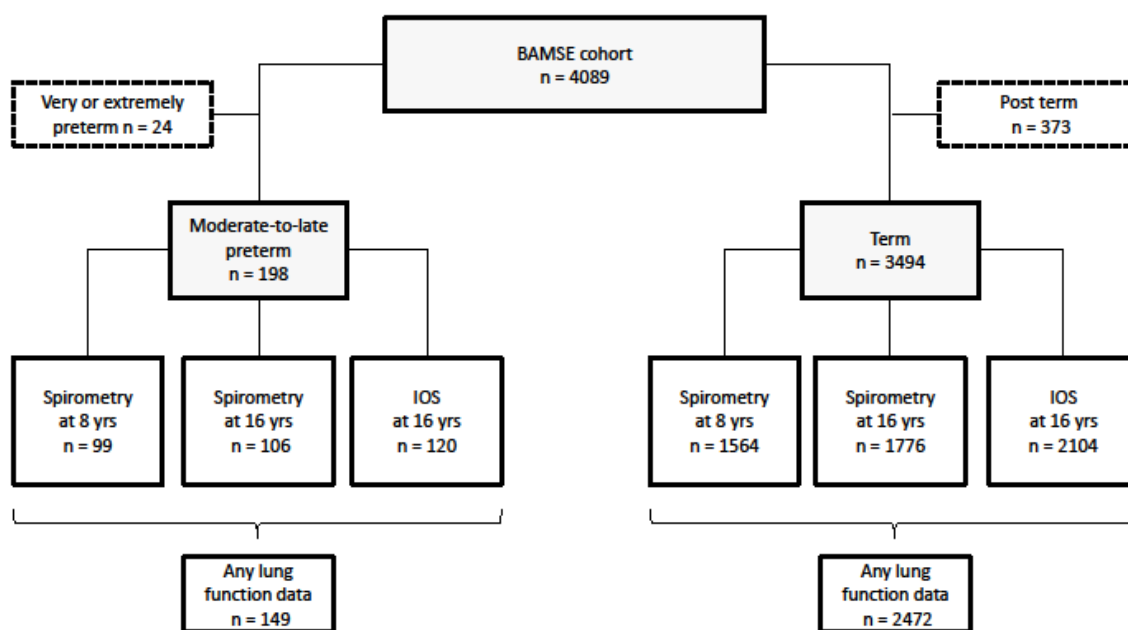 BAMSE cohort
n = 4089
Very or extremely
preterm n = 24
Post term
n = 373
Moderate-to-late
preterm
n = 198
Term
n = 3494
Spirometry
at 8 yrs
n = 99
Spirometry
at 16 yrs
n = 106
IOS
at 16 yrs
n = 120
Spirometry
at 8 yrs
n = 1564
Spirometry
at 16 yrs
n = 1776
IOS
at 16 yrs
n = 2104
Any lung
function data
n = 149
Any lung
function data
n = 2472